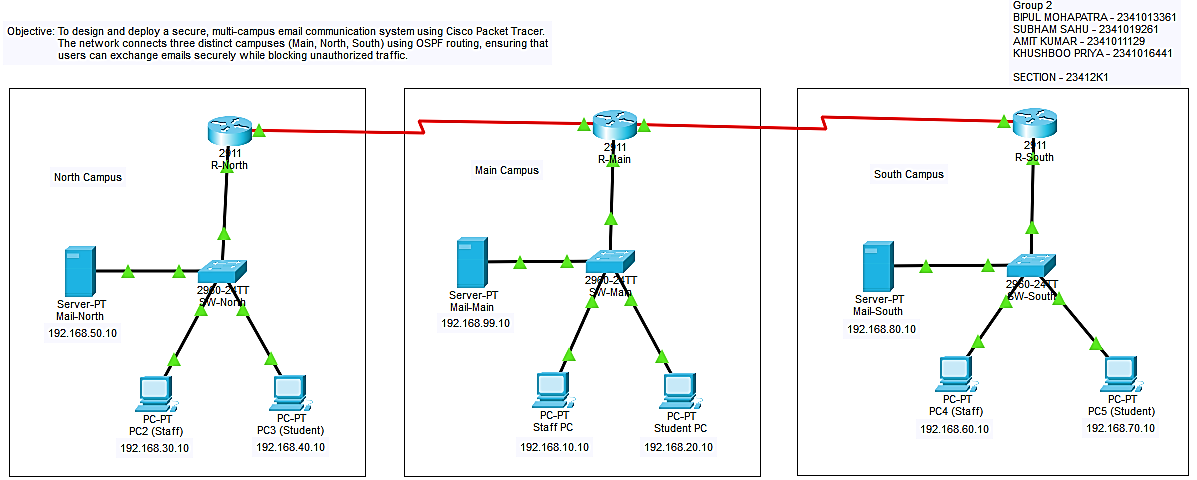 Objective: To design and deploy a secure, multi-campus email communication system using Cisco Packet Tracer.
The network connects three distinct campuses (Main, North, South) using OSPF routing, ensuring that
users can exchange emails securely while blocking unauthorized traffic.
Group 2
BIPUL MOHAPATRA - 2341013361
SUBHAM SAHU - 2341019261
AMIT KUMAR - 2341011129
KHUSHBOO PRIYA - 2341016441
SECTION - 23412K1
2911
R-North
North Campus
Server-PT
Mail-North
192.168.50.10
2960-24TT
SW-North
PC-PT
PC2 (Staff)
192.168.30.10
PC-PT
PC3 (Student)
192.168.40.10
2911
R-Main
Main Campus
Server-PT
Mail-Main
192.168.99.10
2960-24TT
SW-Main
PC-PT
Staff PC
192.168.10.10
PC-PT
Student PC
192.168.20.10
2911
R-South
South Campus
Server-PT
Mail-South
192.168.80.10
2960-24TT
SW-South
PC-PT
PC4 (Staff)
192.168.60.10
PC-PT
PC5 (Student)
192.168.70.10